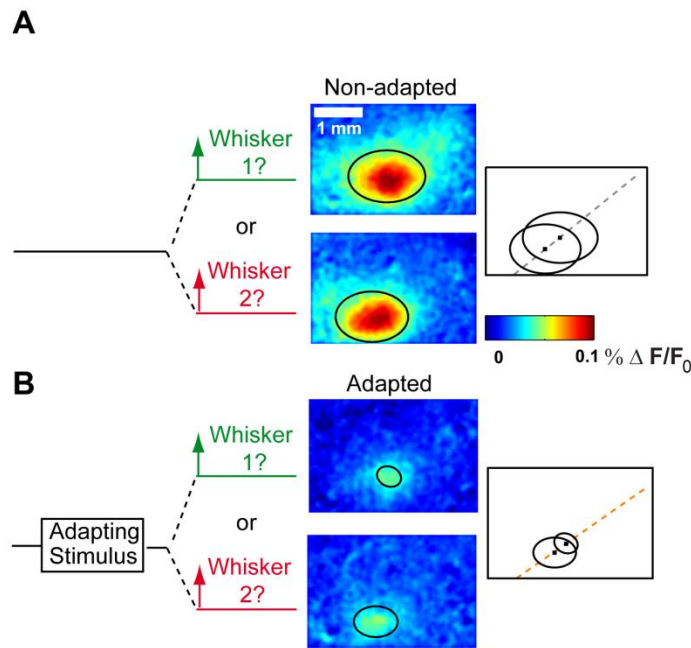 A
Non-adapted
Whisker
1?
1 mm
or
Whisker
2?
0
0.1
% Δ F/F0
B
Adapted
Whisker
1?
Adapting
Stimulus
or
Whisker
2?